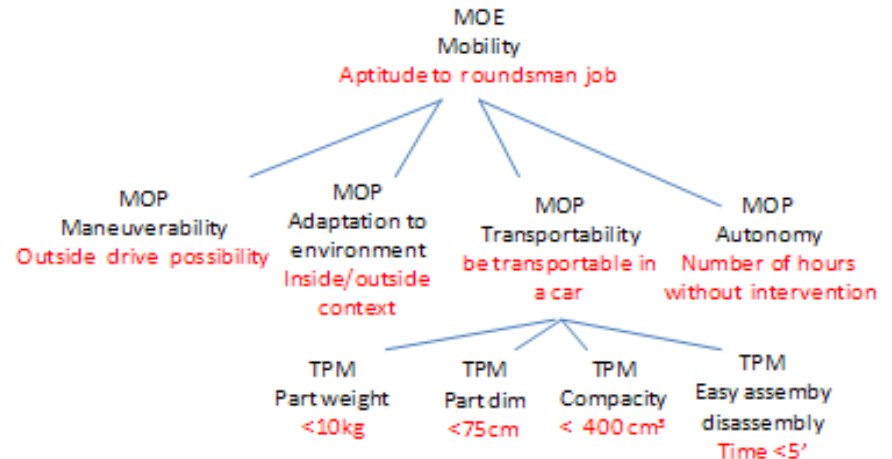 MOE
Mobility
Aptitude to roundsman job
MOP
Maneuverability
Outside drive possibility
MOP
Adaptation to
environment
Inside/outside
context
MOP
Transportability
be transportable in
a car
MOP
Autonomy
Number of hours
without intervention
TPM
Part weight
<10kg
TPM
Part dim
<75cm
TPM
Compacity
< 400 cm³
TPM
Easy assemby
disassembly
Time <5'